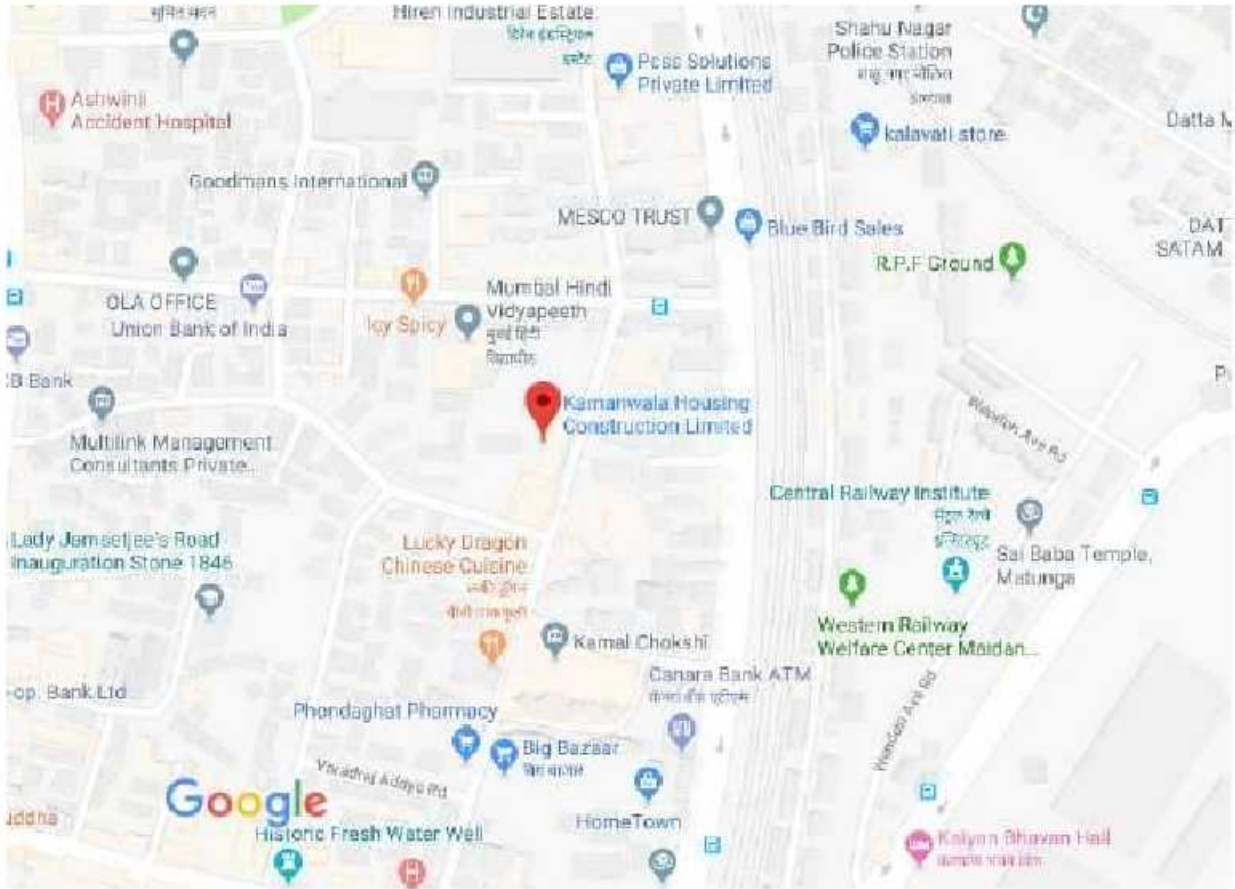 Hiren Industrial Estate
Pcss Solutions
Private Limited
Shahu Nagar
Police Station
Ashwini
Accident Hospital
kalavati store
Datta
Goodmans International
MESCO TRUST
Blue Bird Sales
DAT
SATAM
R.P.F Ground
OLA OFFICE
Union Bank of India
Icy Spicy
Mumbai Hindi
Vidyapeeth
मुंबई हिंदी
विद्यापीठ
CB Bank
Kamanwala Housing
Construction Limited
Multilink Management
Consultants Private...
Central Railway Institute
Sai Baba Temple,
Matunga
Lady Jamsetjee's Road
Inauguration Stone 1846
Lucky Dragon
Chinese Cuisine
Kamal Chokshi
Western Railway
Welfare Center Maidan...
Canara Bank ATM
-op. Bank Ltd
Phondaghat Pharmacy
Big Bazaar
बिग बाजार
HomeTown
Google
uddha
Historic Fresh Water Well
Kalyan Bhavan Hall